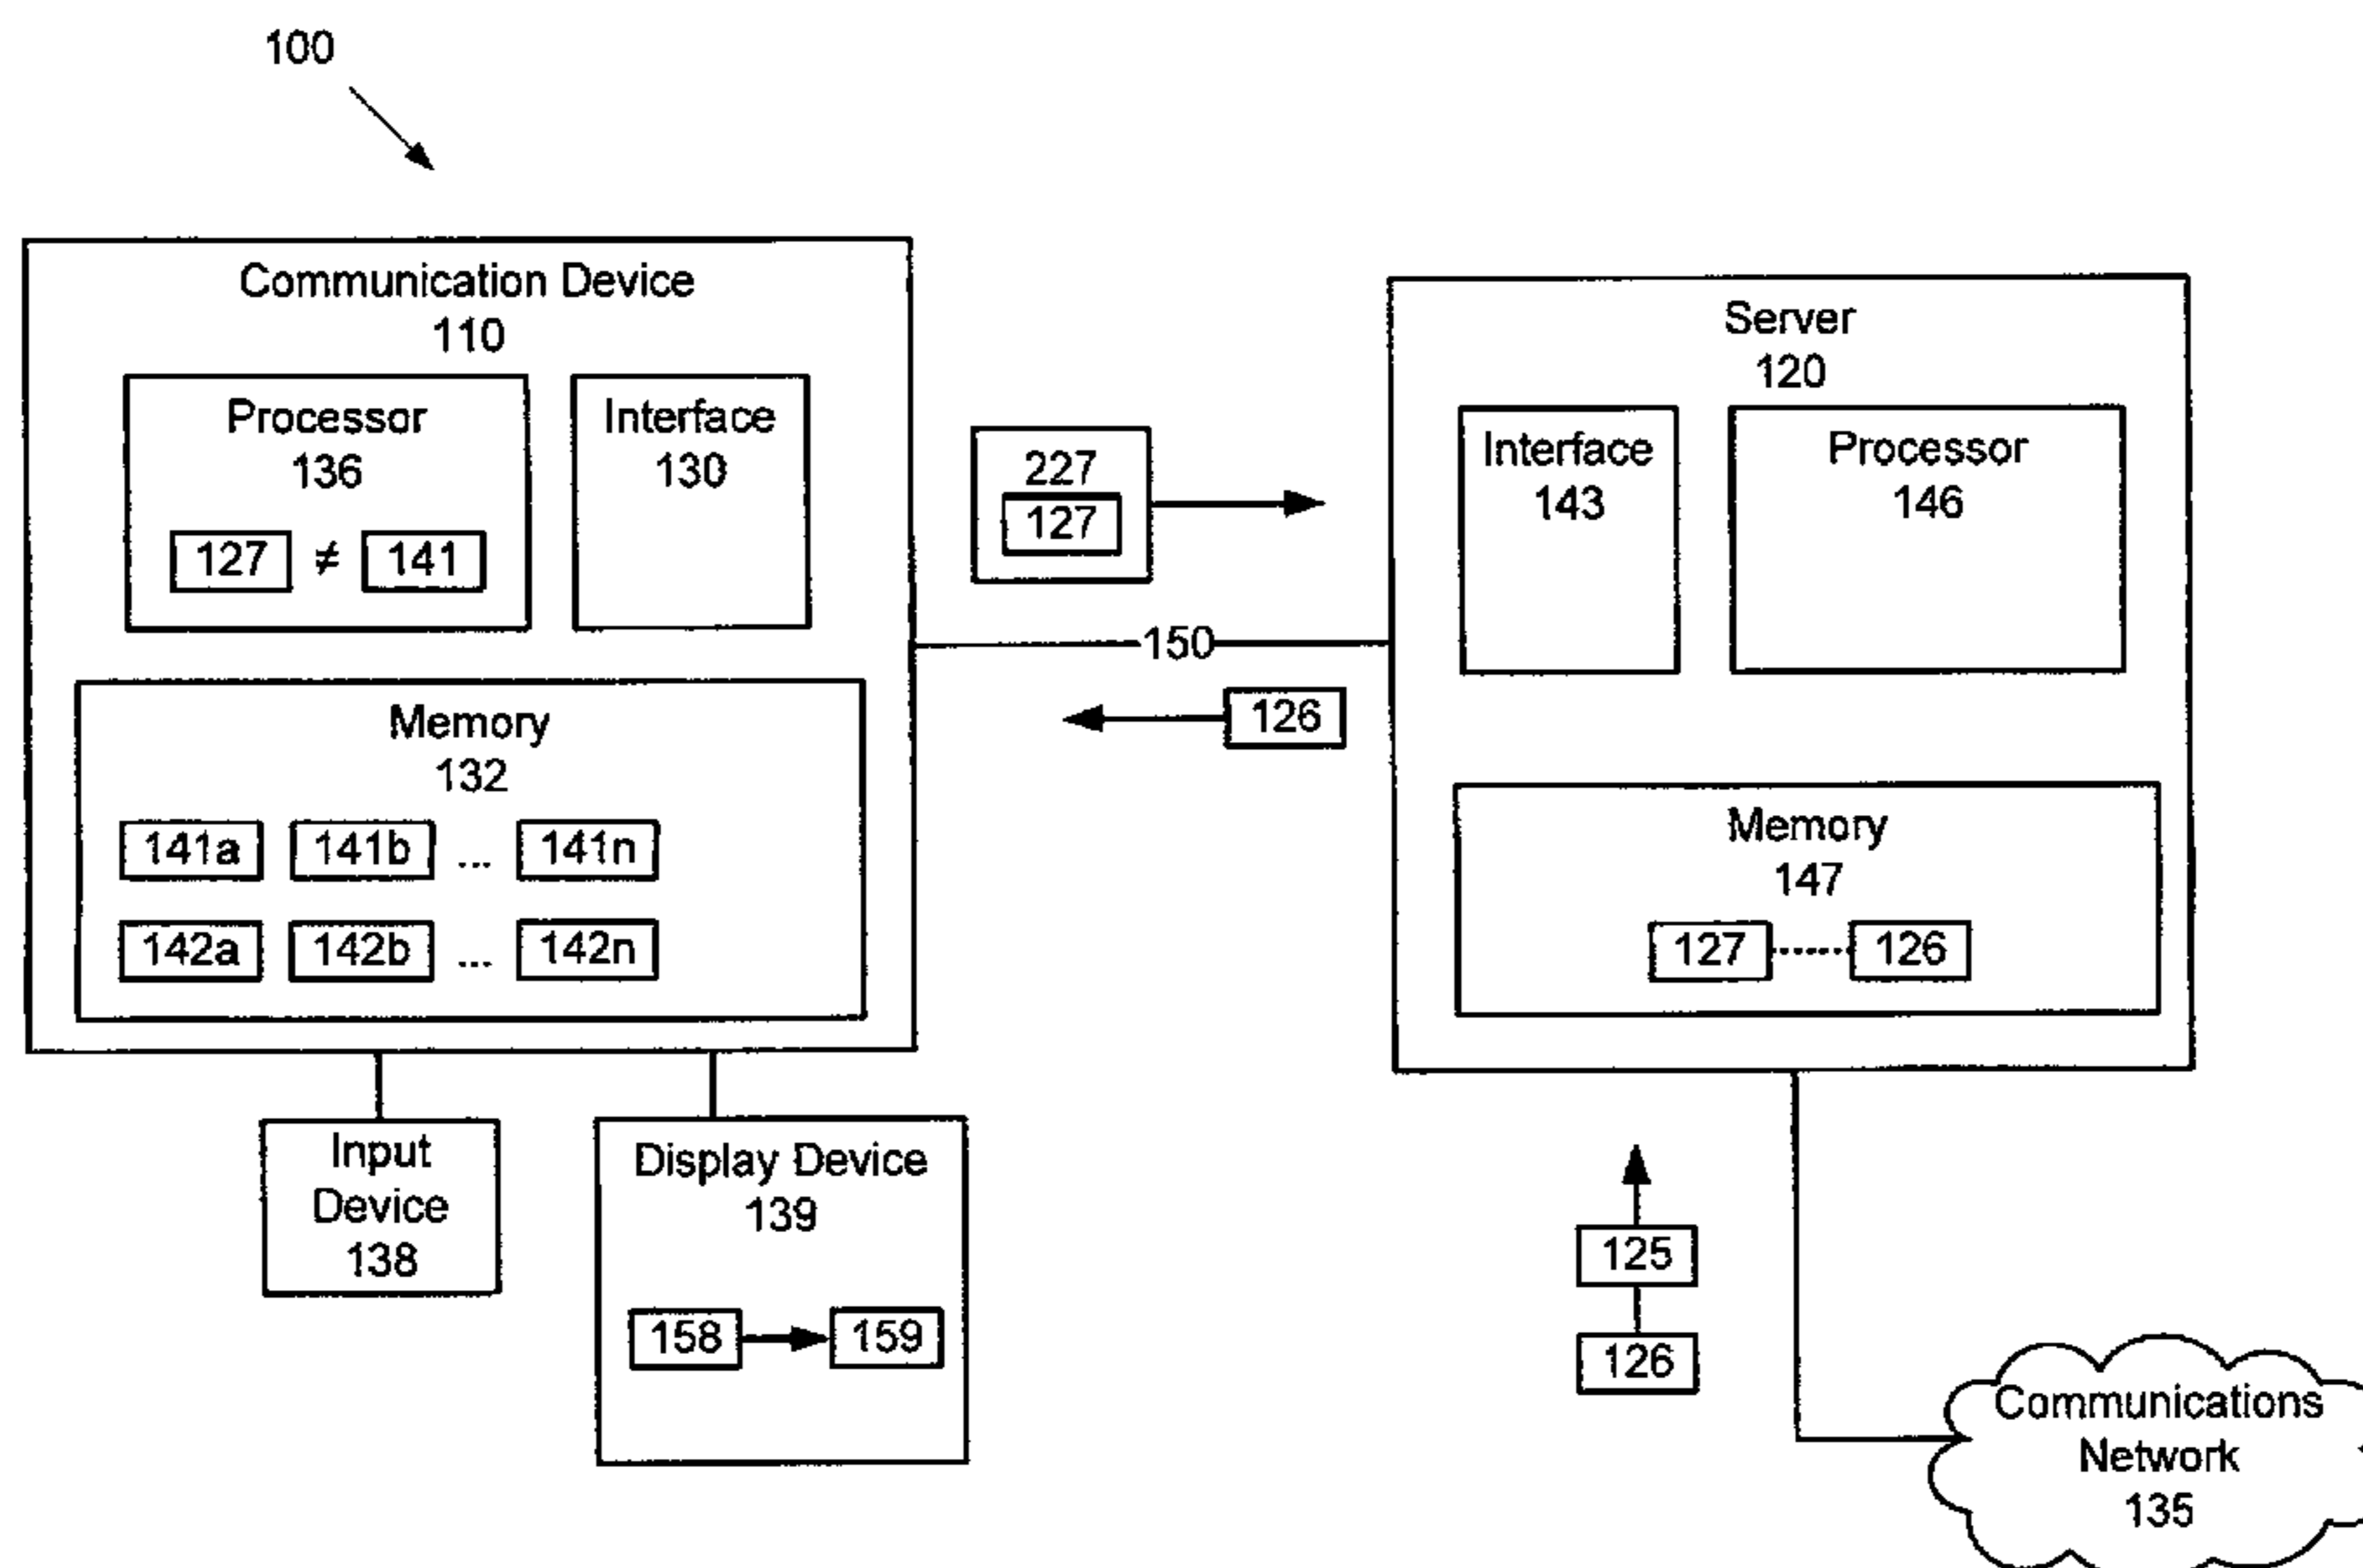 100
Communication Device
110
Processor
136
127 ≠ 141
Interface
130
Memory
132
141a 141b ... 141n
142a 142b ... 142n
Input
Device
138
Display Device
139
158 159
227
127
150
126
Server
120
Interface
143
Processor
146
Memory
147
127 126
125
126
Communications
Network
135